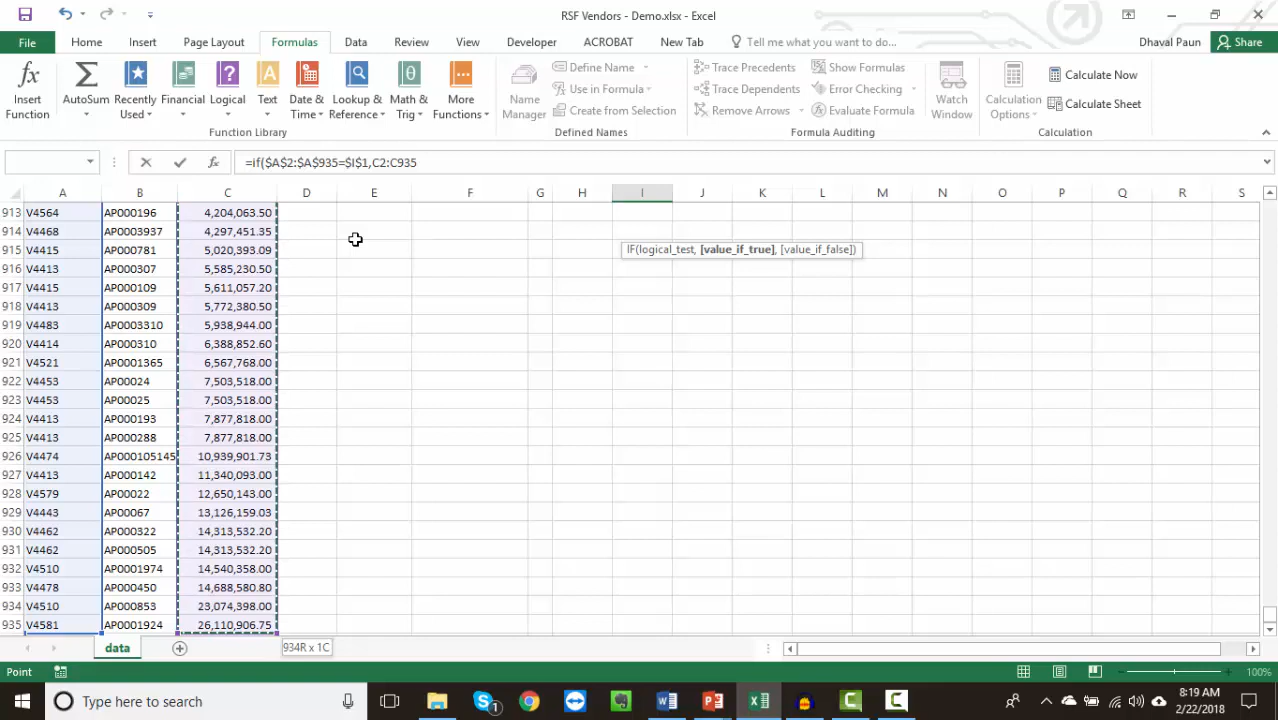 RSF Vendors - Demo.xlsx - Excel
File Home Insert Page Layout Formulas Data Review View Developer ACROBAT New Tab Tell me what you want to do... Dhaval Paun Share
Insert Function
AutoSum
Recently Used
Financial
Logical
Text
Date & Time
Lookup & Reference
Math & Trig
More Functions
Function Library
Name Manager
Define Name
Use in Formula
Create from Selection
Defined Names
Trace Precedents
Trace Dependents
Remove Arrows
Show Formulas
Error Checking
Evaluate Formula
Formula Auditing
Watch Window
Calculation Options
Calculate Now
Calculate Sheet
Calculation
fx =if($A$2:$A$935=$I$1,C2:C935
A B C D E F G H I J K L M N O P Q R S
913 V4564 AP000196 4,204,063.50
914 V4468 AP0003937 4,297,451.35
915 V4415 AP000781 5,020,393.09
IF(logical_test, [value_if_true], [value_if_false])
916 V4413 AP000307 5,585,230.50
917 V4415 AP000109 5,611,057.20
918 V4413 AP000309 5,772,380.50
919 V4483 AP0003310 5,938,944.00
920 V4414 AP000310 6,388,852.60
921 V4521 AP0001365 6,567,768.00
922 V4453 AP00024 7,503,518.00
923 V4453 AP00025 7,503,518.00
924 V4413 AP000193 7,877,818.00
925 V4413 AP000288 7,877,818.00
926 V4474 AP000105145 10,939,901.73
927 V4413 AP000142 11,340,093.00
928 V4579 AP00022 12,650,143.00
929 V4443 AP00067 13,126,159.03
930 V4462 AP000322 14,313,532.20
931 V4462 AP000505 14,313,532.20
932 V4510 AP0001974 14,540,358.00
933 V4478 AP000450 14,688,580.80
934 V4510 AP000853 23,074,398.00
935 V4581 AP0001924 26,110,906.75
data
934R x 1C
Point
100%
Type here to search
1
8:19 AM
2/22/2018